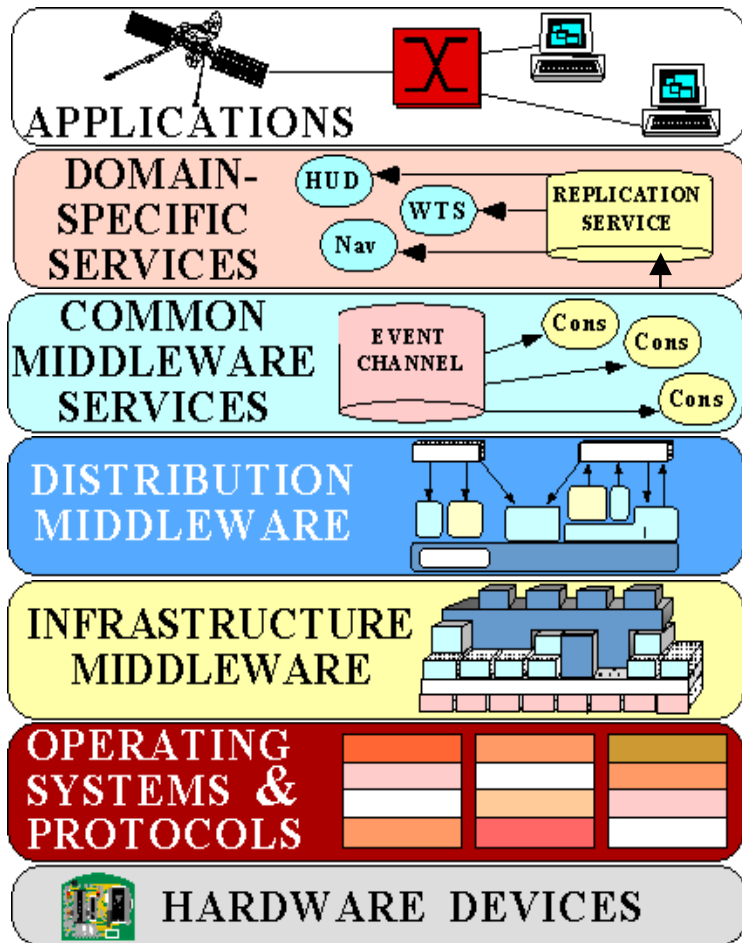 APPLICATIONS
DOMAIN-
SPECIFIC
SERVICES
HUD
WTS
Nav
REPLICATION
SERVICE
COMMON
MIDDLEWARE
SERVICES
EVENT
CHANNEL
Cons
Cons
Cons
DISTRIBUTION
MIDDLEWARE
INFRASTRUCTURE
MIDDLEWARE
OPERATING
SYSTEMS &
PROTOCOLS
HARDWARE DEVICES